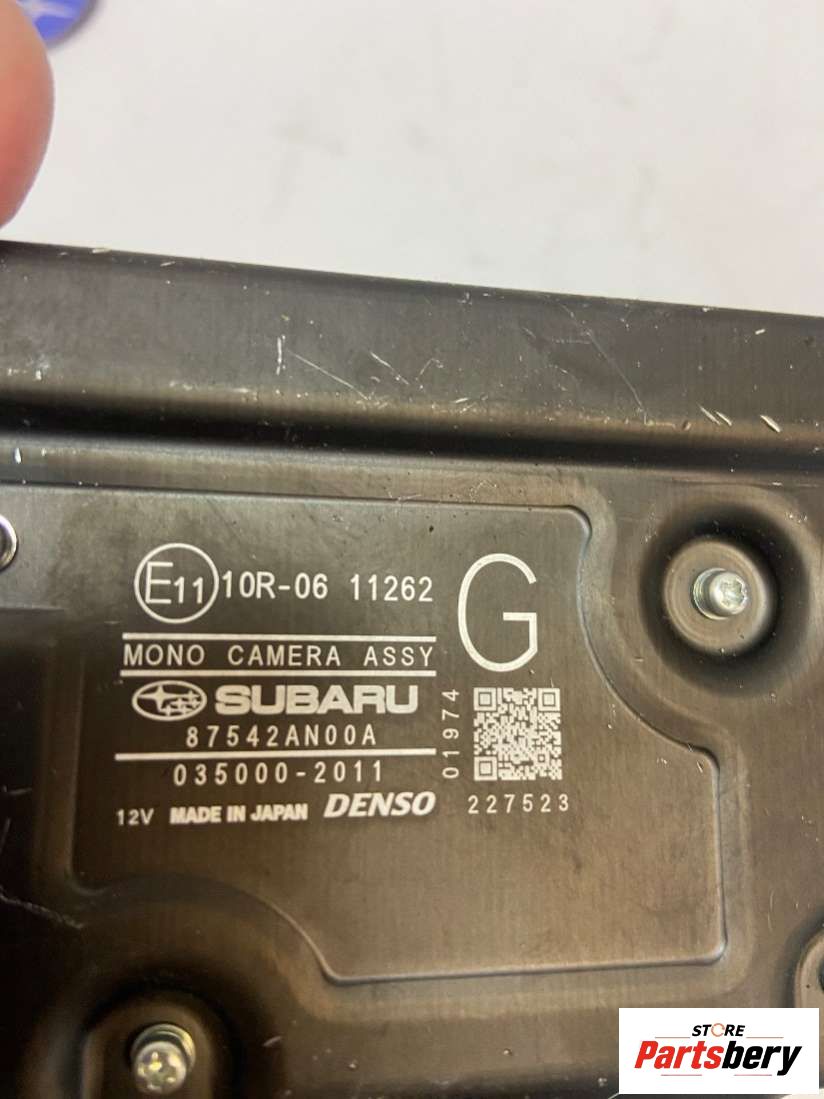 E11 10R-06 11262
G
MONO CAMERA ASSY
SUBARU
87542AN00A
01974
035000-2011
12V MADE IN JAPAN DENSO 227523
STORE
Partsbery